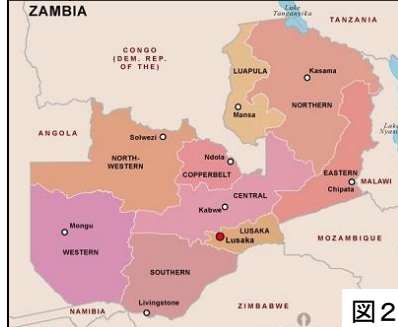 ZAMBIA
Lake
Tanganyika
TANZANIA
CONGO
(DEM. REP.
OF THE)
LUAPULA
Kasama
Mansa
NORTHERN
ANGOLA
Solwezi
Lake
NORTH-
WESTERN
Ndola
COPPERBELT
EASTERN
Chipata
MALAWI
CENTRAL
Kabwe
Mongu
WESTERN
LUSAKA
Lusaka
MOZAMBIQUE
SOUTHERN
Livingstone
NAMIBIA
ZIMBABWE
図2